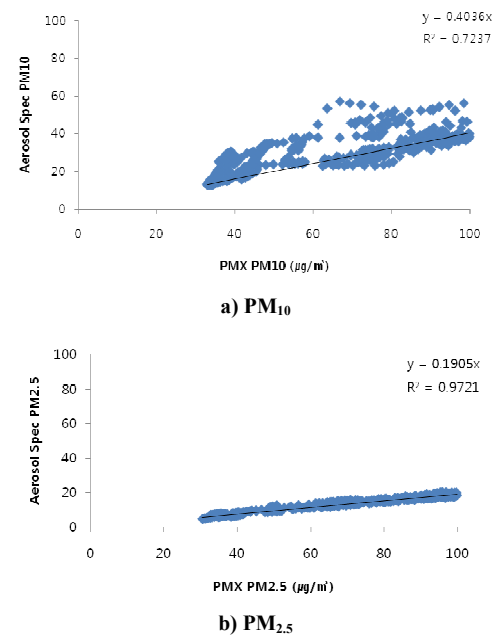 y = 0.4036x
R² = 0.7237
100
80
60
40
20
0
Aerosol Spec PM10
0 20 40 60 80 100
PMX PM10 (㎍/㎥)
a) PM₁₀
y = 0.1905x
R² = 0.9721
100
80
60
40
20
0
Aerosol Spec PM2.5
0 0 40 60 80 100
PMX PM2.5 (㎍/㎥)
b) PM₂.₅